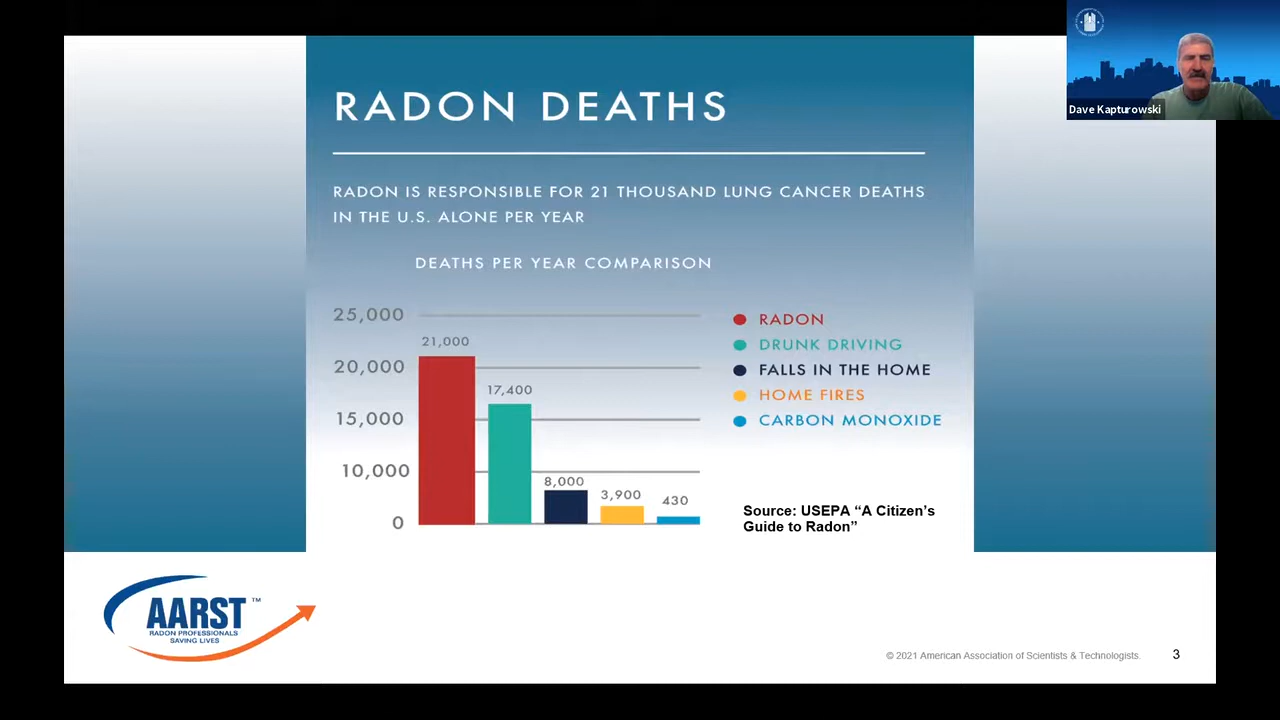 RADON DEATHS
RADON IS RESPONSIBLE FOR 21 THOUSAND LUNG CANCER DEATHS
IN THE U.S. ALONE PER YEAR
DEATHS PER YEAR COMPARISON
25,000
20,000
15,000
10,000
0
21,000
17,400
8,000
3,900
430
RADON
DRUNK DRIVING
FALLS IN THE HOME
HOME FIRES
CARBON MONOXIDE
Source: USEPA “A Citizen’s
Guide to Radon”
AARST™
RADON PROFESSIONALS
SAVING LIVES
© 2021 American Association of Scientists & Technologists.
3
Dave Kapturowski